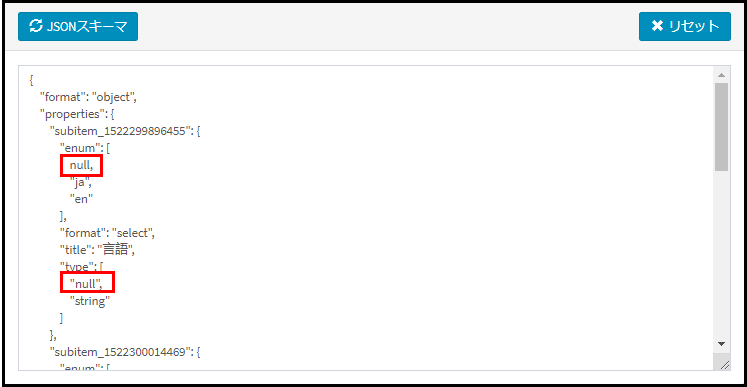 JSONスキーマ
リセット
{
"format": "object",
"properties": {
"subitem_1522299896455": {
"enum": [
null,
"ja",
"en"
],
"format": "select",
"title": "言語",
"type": [
"null",
"string"
]
},
"subitem_1522300014469": {
"enum": [